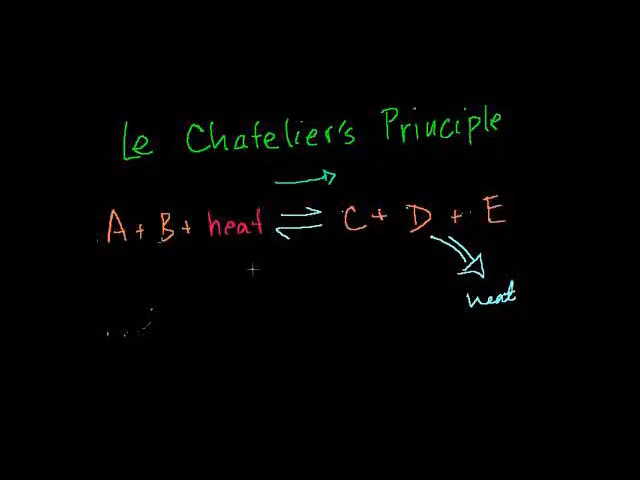 Le Chatelier's Principle
A + B + heat ⇌ C + D + E
heat